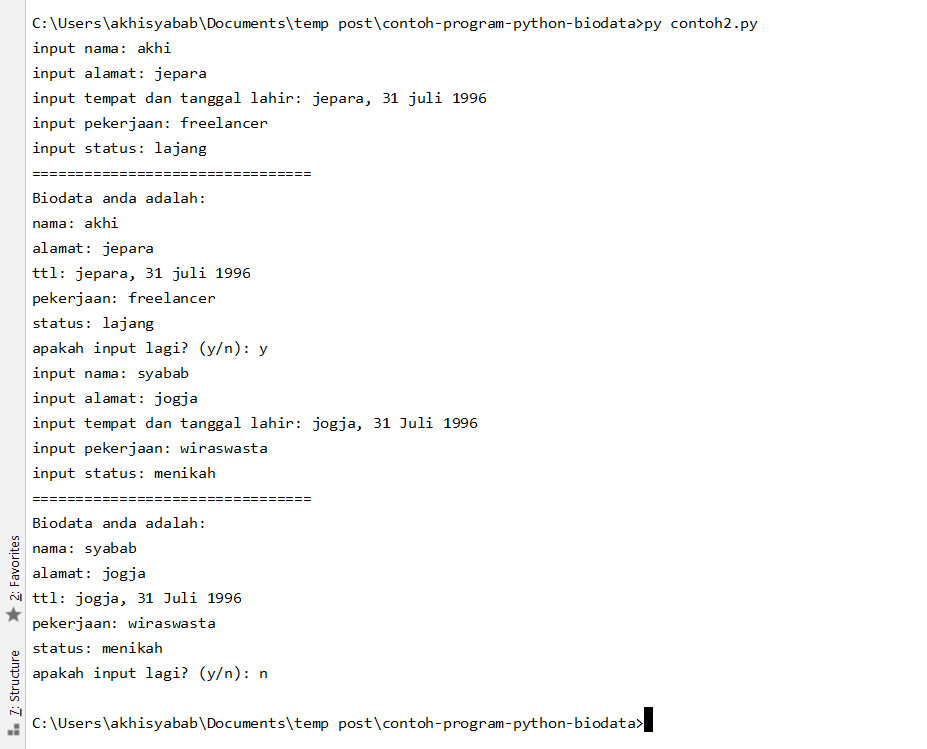 C:\Users\akhisyabab\Documents\temp post\contoh-program-python-biodata>py contoh2.py
input nama: akhi
input alamat: jepara
input tempat dan tanggal lahir: jepara, 31 juli 1996
input pekerjaan: freelancer
input status: lajang
================================
Biodata anda adalah:
nama: akhi
alamat: jepara
ttl: jepara, 31 juli 1996
pekerjaan: freelancer
status: lajang
apakah input lagi? (y/n): y
input nama: syabab
input alamat: jogja
input tempat dan tanggal lahir: jogja, 31 Juli 1996
input pekerjaan: wiraswasta
input status: menikah
================================
Biodata anda adalah:
nama: syabab
alamat: jogja
ttl: jogja, 31 Juli 1996
pekerjaan: wiraswasta
status: menikah
apakah input lagi? (y/n): n
C:\Users\akhisyabab\Documents\temp post\contoh-program-python-biodata>
2: Favorites
7: Structure